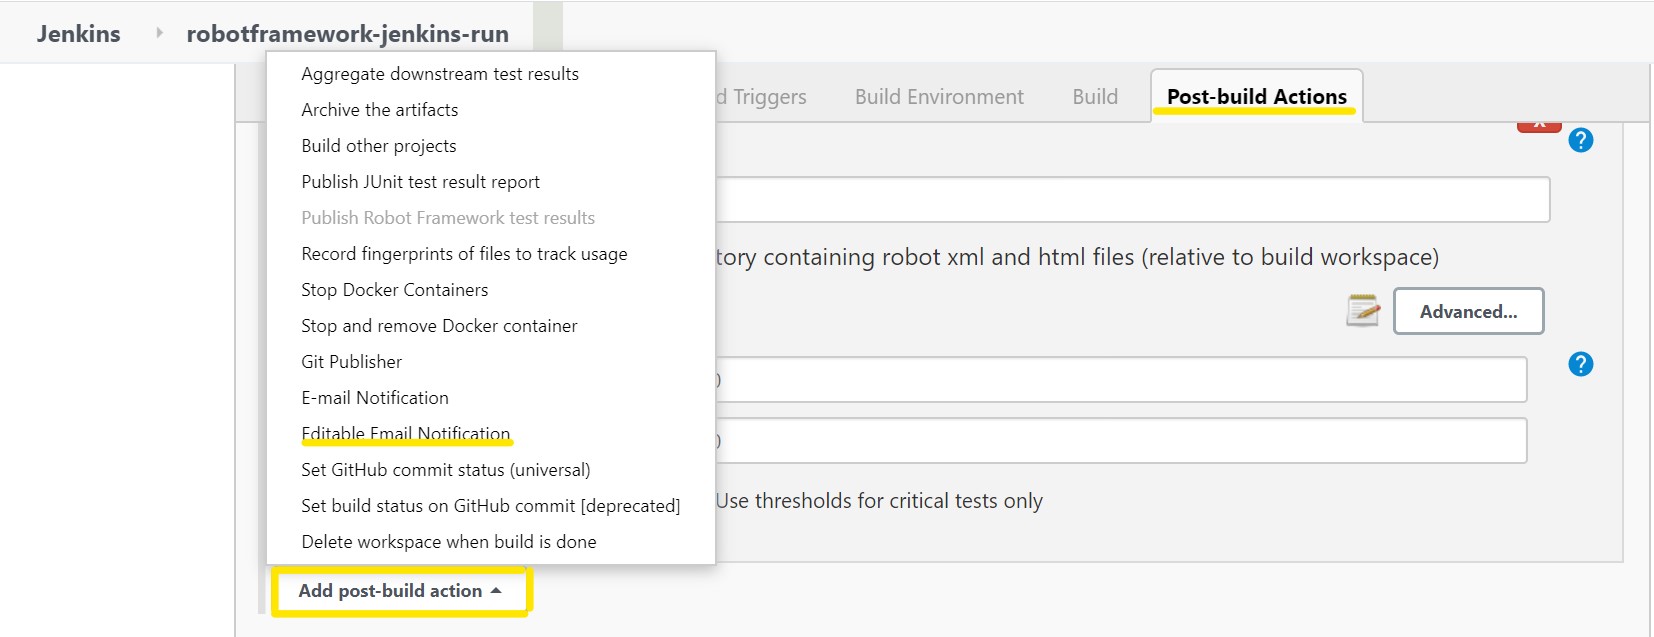 Jenkins
robotframework-jenkins-run
d Triggers
Build Environment
Build
Post-build Actions
Aggregate downstream test results
Archive the artifacts
Build other projects
Publish JUnit test result report
Publish Robot Framework test results
Record fingerprints of files to track usage
Stop Docker Containers
Stop and remove Docker container
Git Publisher
E-mail Notification
Editable Email Notification
Set GitHub commit status (universal)
Set build status on GitHub commit [deprecated]
Delete workspace when build is done
X
?
tory containing robot xml and html files (relative to build workspace)
Advanced...
)
?
)
Use thresholds for critical tests only
Add post-build action